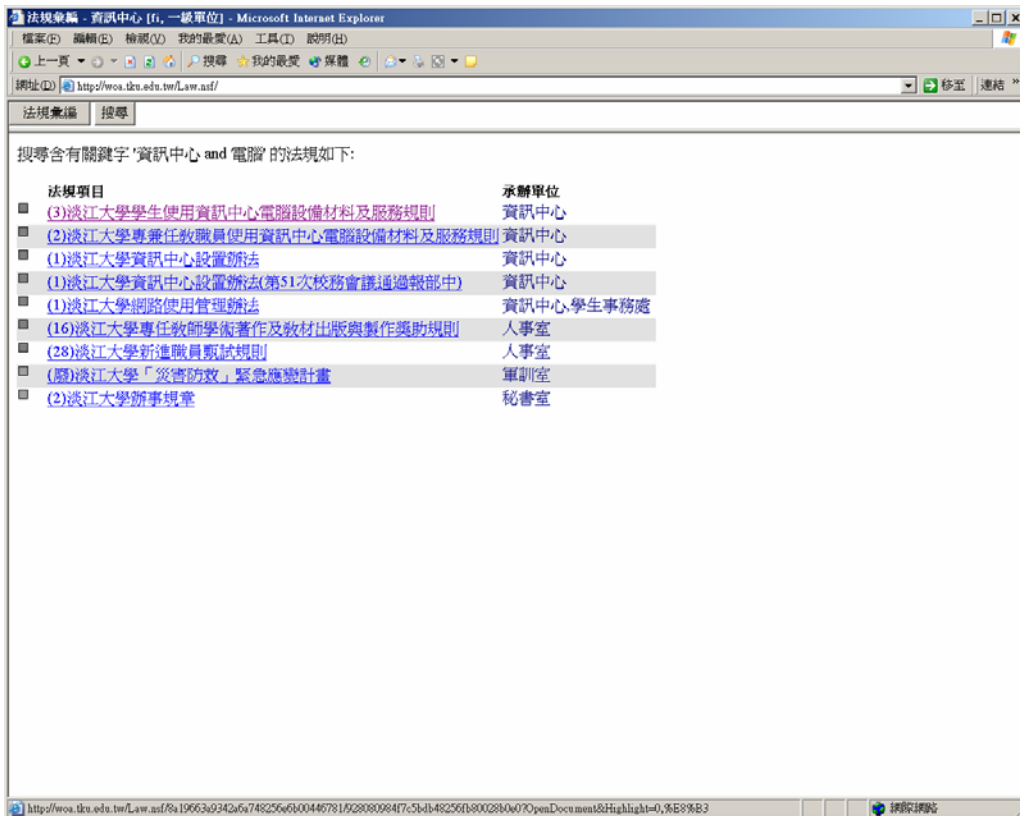 法規彙編 - 資訊中心 [fi, 一級單位] - Microsoft Internet Explorer
檔案(F) 編輯(E) 檢視(V) 我的最愛(A) 工具(T) 說明(H)
上一頁 搜尋 我的最愛 媒體
網址(D) http://woa.tku.edu.tw/Law.nsf/ 移至 連結 »
法規彙編 搜尋
搜尋含有關鍵字 '資訊中心 and 電腦' 的法規如下:
法規項目 承辦單位
(3)淡江大學學生使用資訊中心電腦設備材料及服務規則 資訊中心
(2)淡江大學專兼任教職員使用資訊中心電腦設備材料及服務規則 資訊中心
(1)淡江大學資訊中心設置辦法 資訊中心
(1)淡江大學資訊中心設置辦法(第51次校務會議通過報部中) 資訊中心
(1)淡江大學網路使用管理辦法 資訊中心,學生事務處
(16)淡江大學專任教師學術著作及教材出版與製作獎助規則 人事室
(28)淡江大學新進職員甄試規則 人事室
(廢)淡江大學「災害防救」緊急應變計畫 軍訓室
(2)淡江大學辦事規章 秘書室
http://woa.tku.edu.tw/Law.nsf/8a19663a9342a6a748256e6b00446781/928080984f7c5bdb48256fb80028b0e0?OpenDocument&Highlight=0,%E8%B3 網際網路